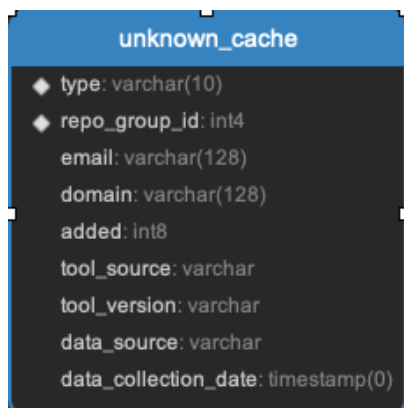 unknown_cache
type: varchar(10)
repo_group_id: int4
email: varchar(128)
domain: varchar(128)
added: int8
tool_source: varchar
tool_version: varchar
data_source: varchar
data_collection_date: timestamp(0)